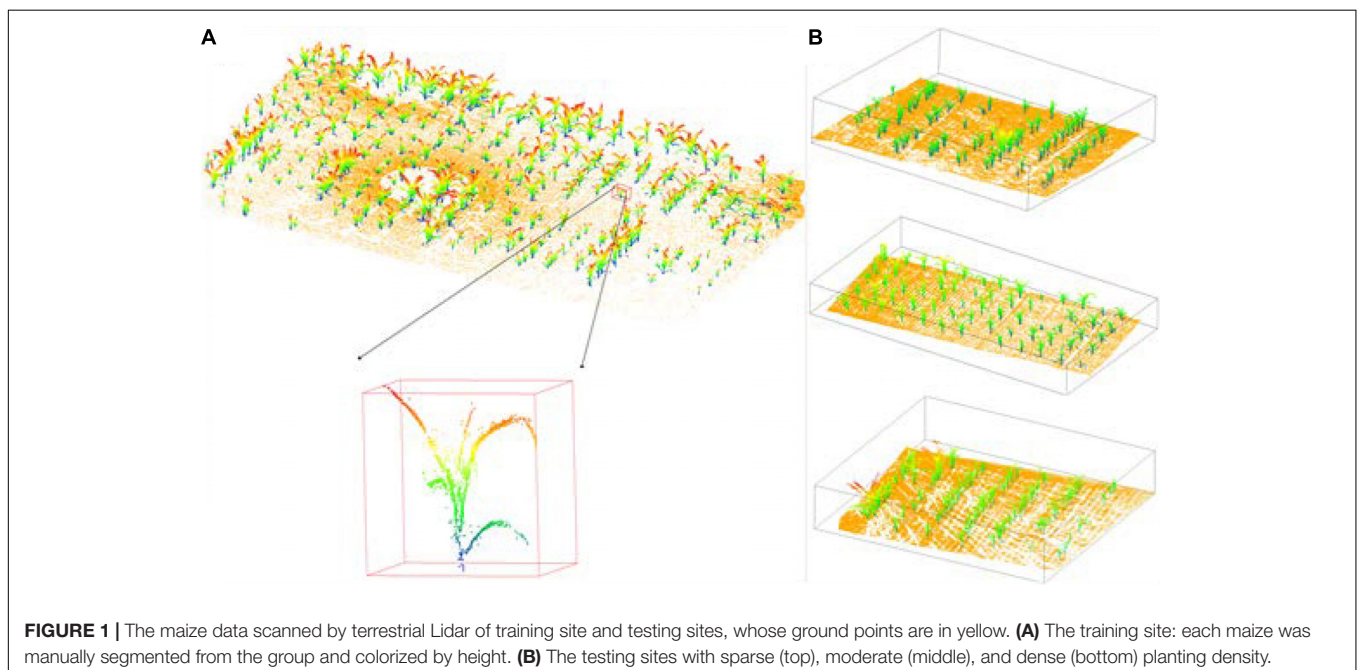 A
B
FIGURE 1 | The maize data scanned by terrestrial Lidar of training site and testing sites, whose ground points are in yellow. (A) The training site: each maize was
manually segmented from the group and colorized by height. (B) The testing sites with sparse (top), moderate (middle), and dense (bottom) planting density.